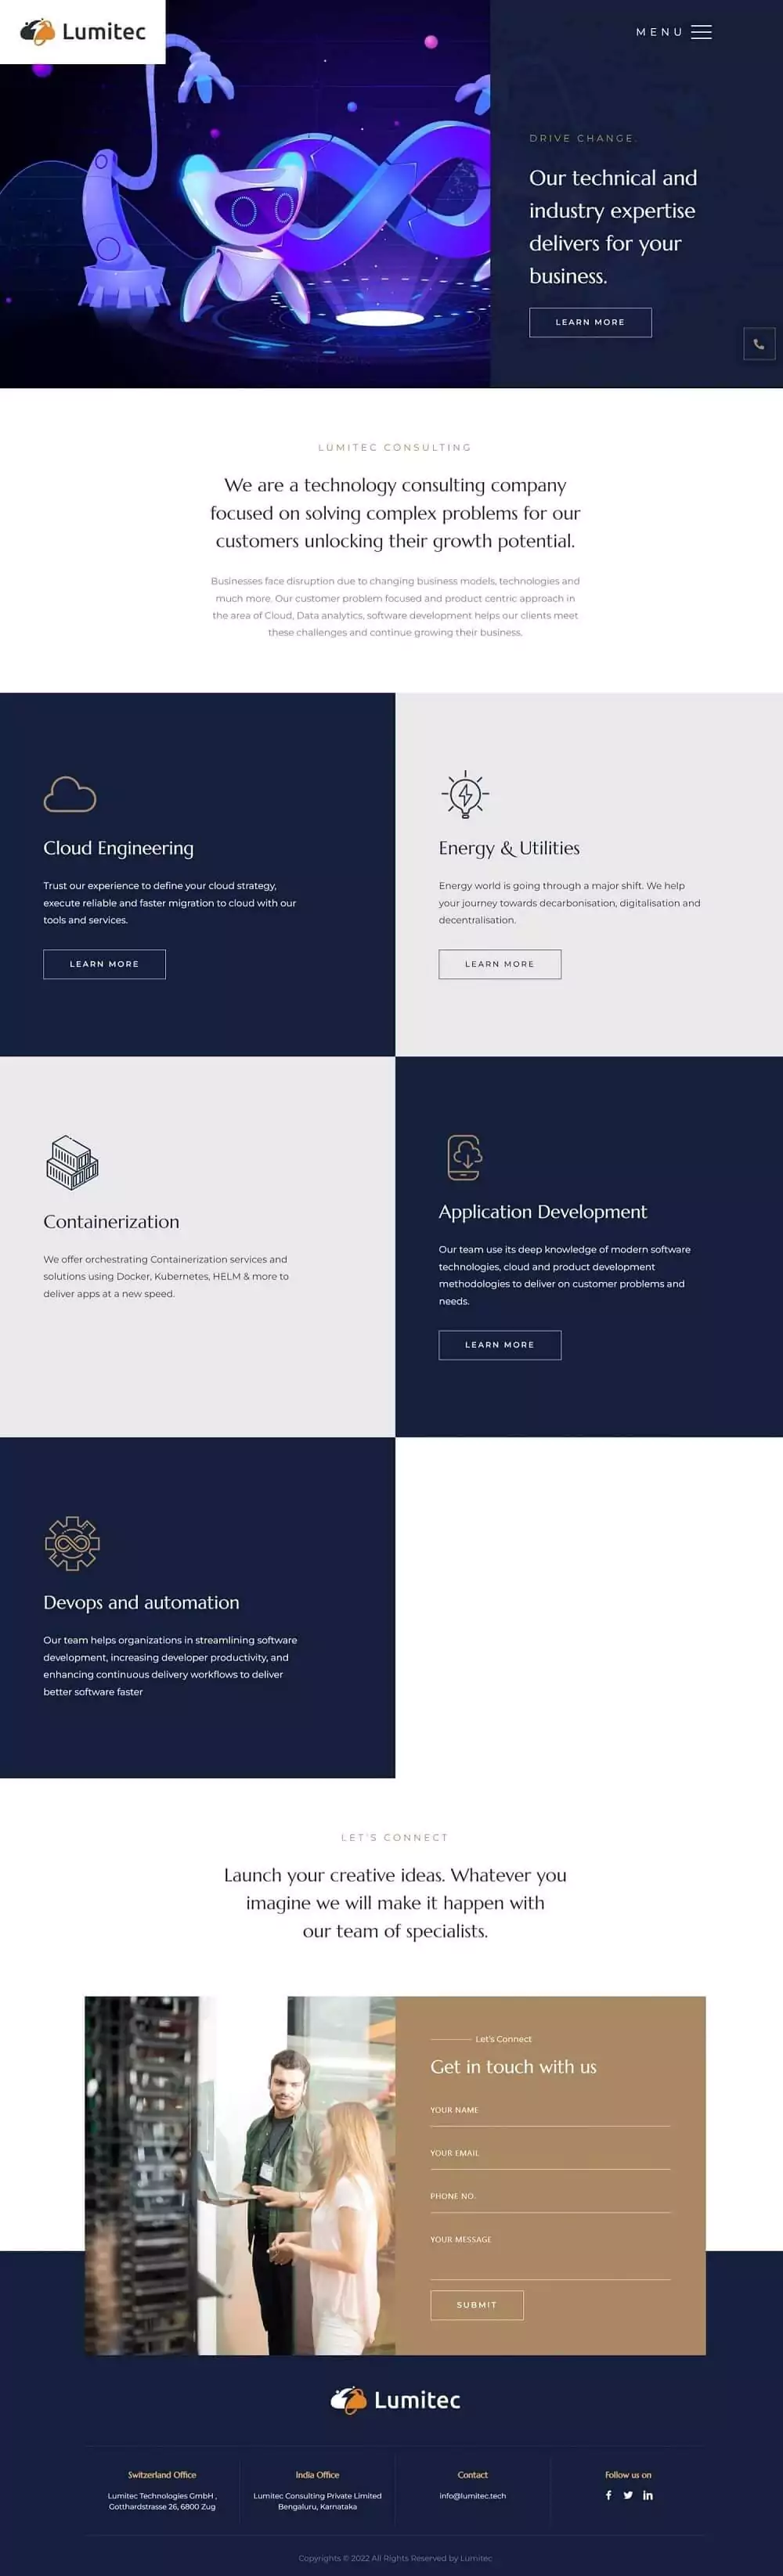 Lumitec
MENU
DRIVE CHANGE.
Our technical and
industry expertise
delivers for your
business.
LEARN MORE
LUMITEC CONSULTING
We are a technology consulting company
focused on solving complex problems for our
customers unlocking their growth potential.
Businesses face disruption due to changing business models, technologies and
much more. Our customer problem focused and product centric approach in
the area of Cloud, Data analytics, software development helps our clients meet
these challenges and continue growing their business.
Cloud Engineering
Trust our experience to define your cloud strategy,
execute reliable and faster migration to cloud with our
tools and services.
LEARN MORE
Energy & Utilities
Energy world is going through a major shift. We help
your journey towards decarbonisation, digitalisation and
decentralisation.
LEARN MORE
Containerization
We offer orchestrating Containerization services and
solutions using Docker, Kubernetes, HELM & more to
deliver apps at a new speed.
Application Development
Our team use its deep knowledge of modern software
technologies, cloud and product development
methodologies to deliver on customer problems and
needs.
LEARN MORE
Devops and automation
Our team helps organizations in streamlining software
development, increasing developer productivity, and
enhancing continuous delivery workflows to deliver
better software faster
LET'S CONNECT
Launch your creative ideas. Whatever you
imagine we will make it happen with
our team of specialists.
Let's Connect
Get in touch with us
YOUR NAME
YOUR EMAIL
PHONE NO.
YOUR MESSAGE
SUBMIT
Lumitec
Switzerland Office
Lumitec Technologies GmbH ,
Gotthardstrasse 26, 6800 Zug
India Office
Lumitec Consulting Private Limited
Bengaluru, Karnataka
Contact
info@lumitec.tech
Follow us on
Copyrights © 2022 All Rights Reserved by Lumitec